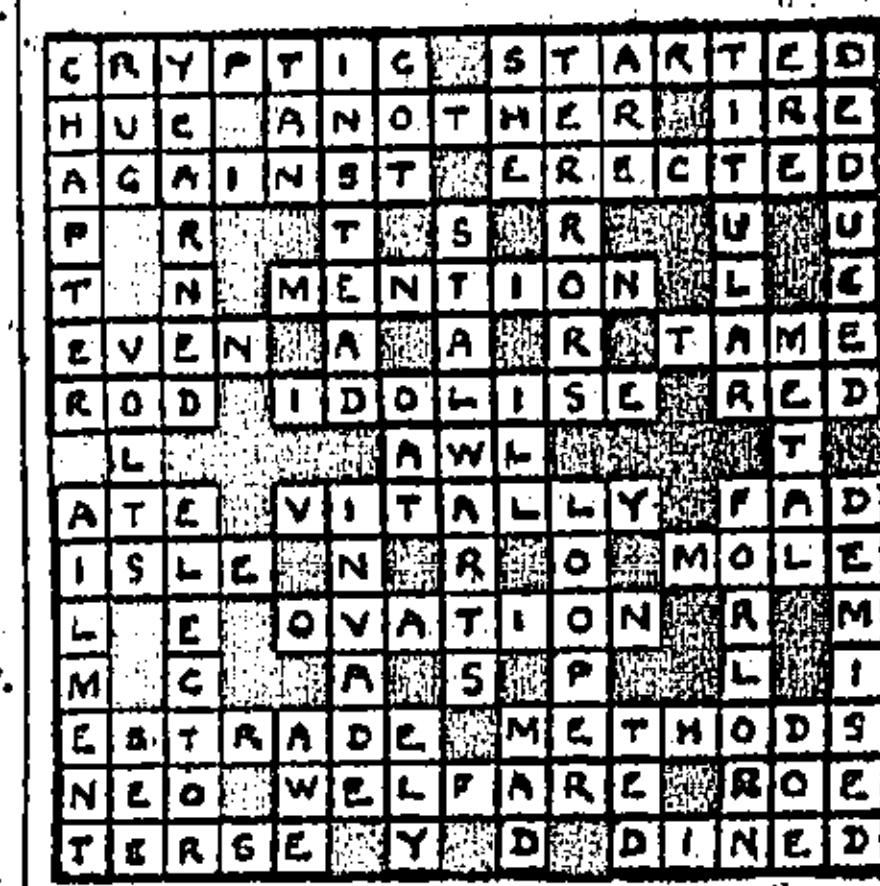 CRYPTIC STARTED
HUE ANOTHER IRE
AGAINST ERECTED
P R T S R U U
T N MENTION L C
EVEN A A R TAME
ROD IDOLISE RED
L AWL T
ATE VITALLY FAD
ISLE N R O MOLE
L E OVATION R M
M C A S P L I
ESTRADE METHODS
NEO WELFARE ROE
TERSE Y D DINED